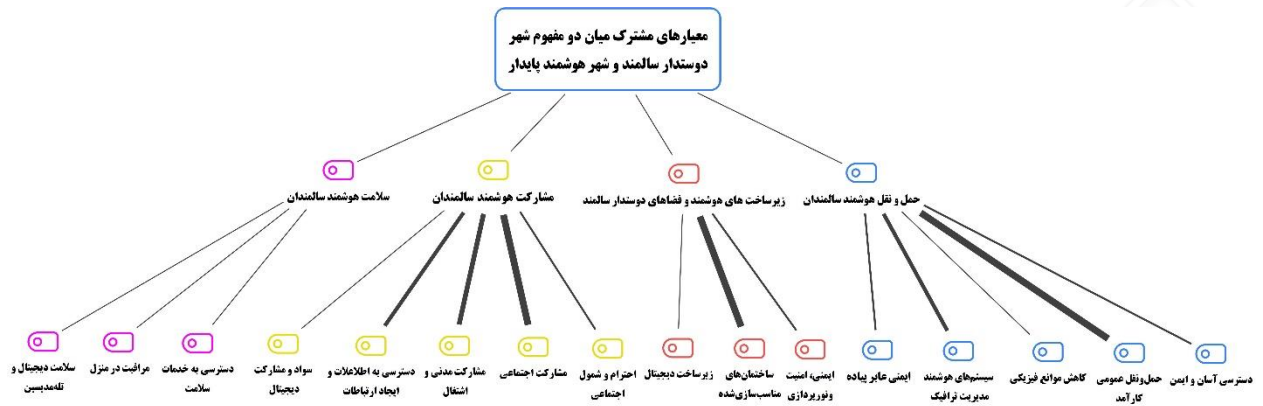 معیارهای مشترک میان دو مفهوم شهر
دوستدار سالمند و شهر هوشمند پایدار
حمل و نقل هوشمند سالمندان
زیرساخت های هوشمند و فضاهای دوستدار سالمند
مشارکت هوشمند سالمندان
سلامت هوشمند سالمندان
دسترسی آسان و ایمن
حمل‌ونقل عمومی
کارآمد
کاهش موانع فیزیکی
سیستم‌های هوشمند
مدیریت ترافیک
ایمنی عابر پیاده
ایمنی، امنیت
ونورپردازی
ساختمان‌های
مناسب‌سازی‌شده
زیرساخت دیجیتال
احترام و شمول
اجتماعی
مشارکت اجتماعی
مشارکت مدنی و
اشتغال
دسترسی به اطلاعات و
ایجاد ارتباطات
سواد و مشارکت
دیجیتال
دسترسی به خدمات
سلامت
مراقبت در منزل
سلامت دیجیتال و
تله‌مدیسین